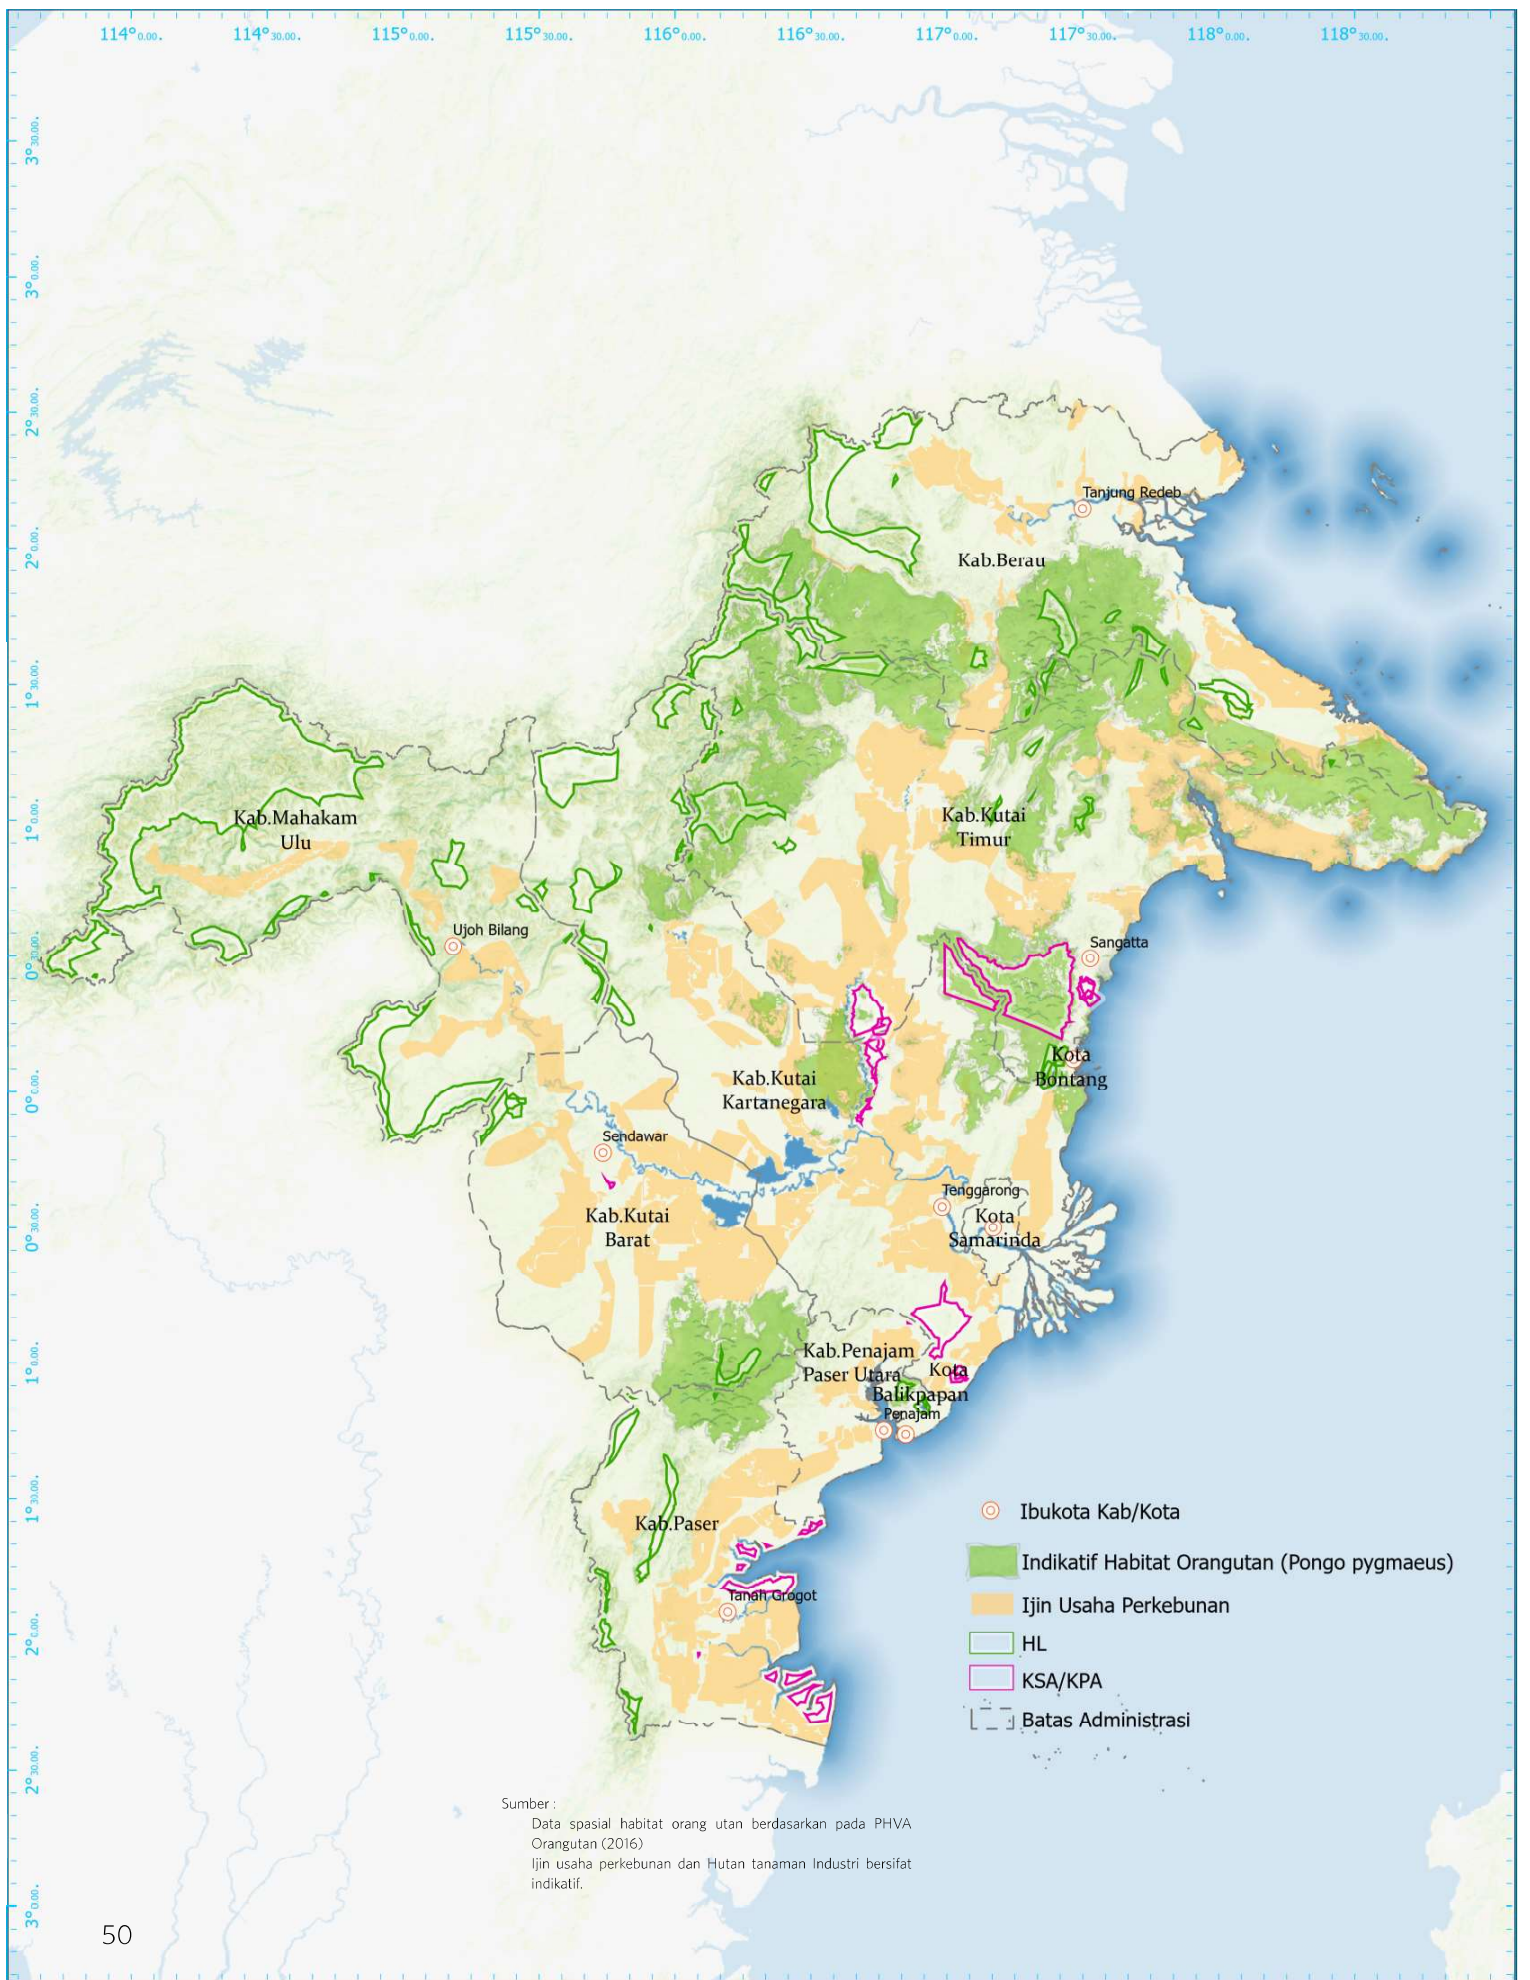 114° 0.00.
114° 30.00.
115° 0.00.
115° 30.00.
116° 0.00.
116° 30.00.
117° 0.00.
117° 30.00.
118° 0.00.
118° 30.00.
3° 30.00.
3° 0.00.
2° 30.00.
2° 0.00.
1° 30.00.
1° 0.00.
0° 30.00.
0° 0.00.
0° 30.00.
1° 0.00.
1° 30.00.
2° 0.00.
2° 30.00.
3° 0.00.
Tanjung Redeb
Kab.Berau
Kab.Mahakam
Ulu
Kab.Kutai
Timur
Ujoh Bilang
Sangatta
Kota
Bontang
Kab.Kutai
Kartanegara
Sendawar
Kab.Kutai
Barat
Tenggarong
Kota
Samarinda
Kab.Penajam
Paser Utara
Kota
Balikpapan
Penajam
Kab.Paser
Tanah Grogot
Ibukota Kab/Kota
Indikatif Habitat Orangutan (Pongo pygmaeus)
Ijin Usaha Perkebunan
HL
KSA/KPA
Batas Administrasi
Sumber :
Data spasial habitat orang utan berdasarkan pada PHVA
Orangutan (2016)
Ijin usaha perkebunan dan Hutan tanaman Industri bersifat
indikatif.
50